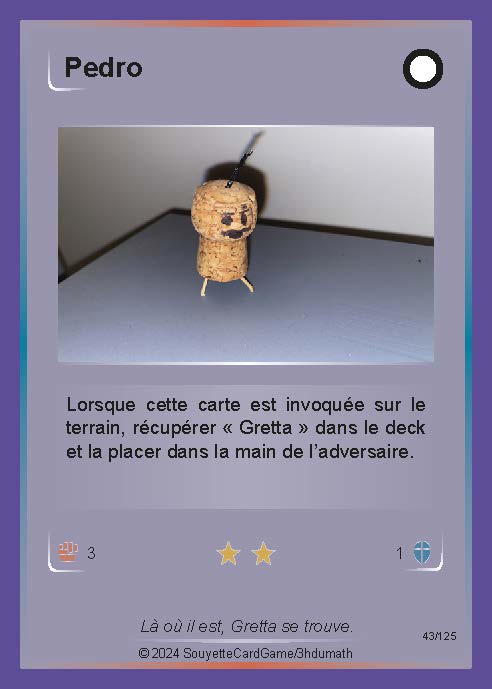 Pedro
Lorsque cette carte est invoquée sur le
terrain, récupérer « Gretta » dans le deck
et la placer dans la main de l’adversaire.
3
1
Là où il est, Gretta se trouve.
43/125
© 2024 SouyetteCardGame/3hdumath